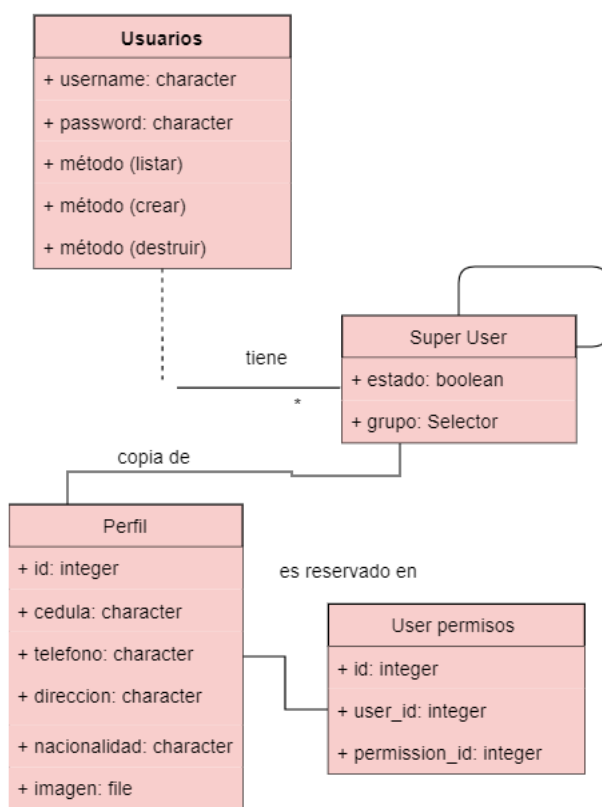 Usuarios
+ username: character
+ password: character
+ método (listar)
+ método (crear)
+ método (destruir)
Super User
+ estado: boolean
+ grupo: Selector
tiene
*
copia de
Perfil
+ id: integer
+ cedula: character
+ telefono: character
+ direccion: character
+ nacionalidad: character
+ imagen: file
es reservado en
User permisos
+ id: integer
+ user_id: integer
+ permission_id: integer